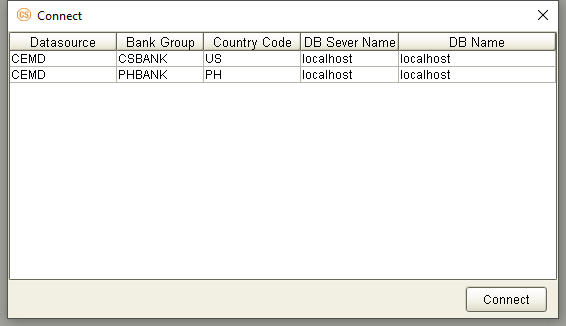 CS Connect
Datasource Bank Group Country Code DB Sever Name DB Name
CEMD CSBANK US localhost localhost
CEMD PHBANK PH localhost localhost
Connect